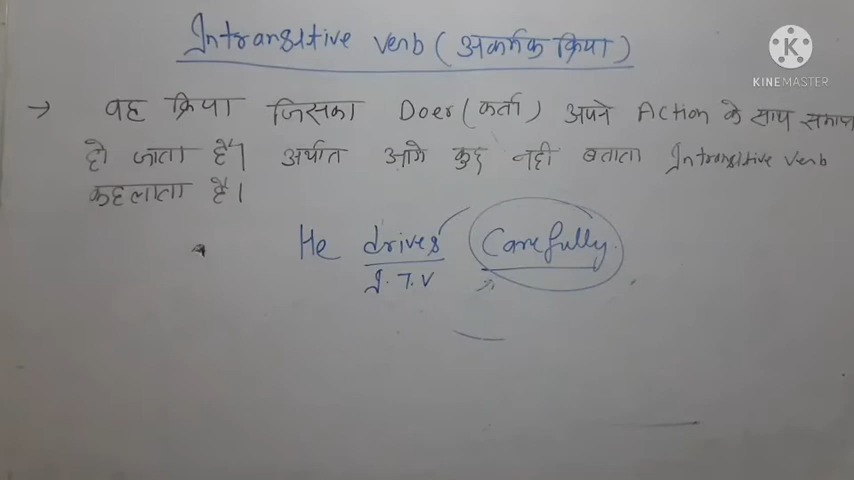 Intransitive verb (अकर्मक क्रिया)
K
KINEMASTER
→ वह क्रिया जिसका Doer (कर्ता) अपने Action के साथ समाप्त
हो जाता है। अर्थात आगे कुछ नही बताता Intransitive verb
कहलाता है।
He drives Carefully.
I.T.V